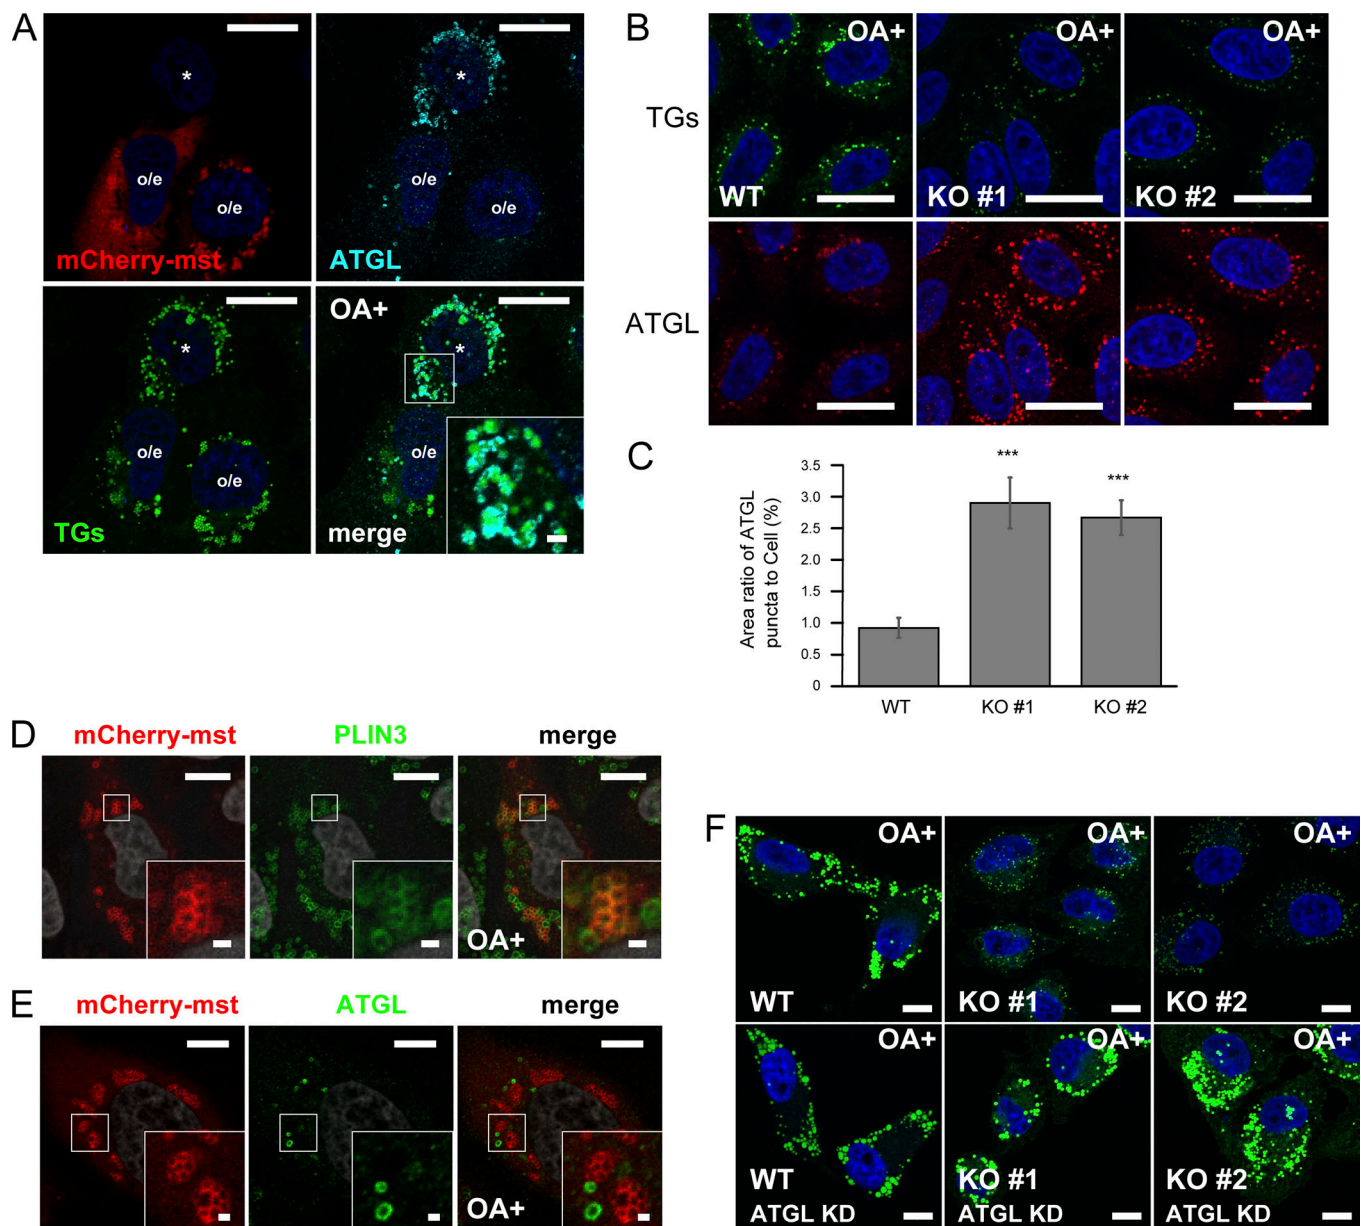 A
*
o/e
o/e
mCherry-mst
*
o/e
o/e
ATGL
*
o/e
o/e
TGs
OA+
*
o/e
o/e
merge
B
TGs
OA+
WT
OA+
KO #1
OA+
KO #2
ATGL
C
Area ratio of ATGL
puncta to Cell (%)
3.5
3.0
2.5
2.0
1.5
1.0
0.5
0
***
***
WT
KO #1
KO #2
D
mCherry-mst
PLIN3
merge
OA+
E
mCherry-mst
ATGL
merge
OA+
F
OA+
WT
OA+
KO #1
OA+
KO #2
OA+
WT
ATGL KD
OA+
KO #1
ATGL KD
OA+
KO #2
ATGL KD